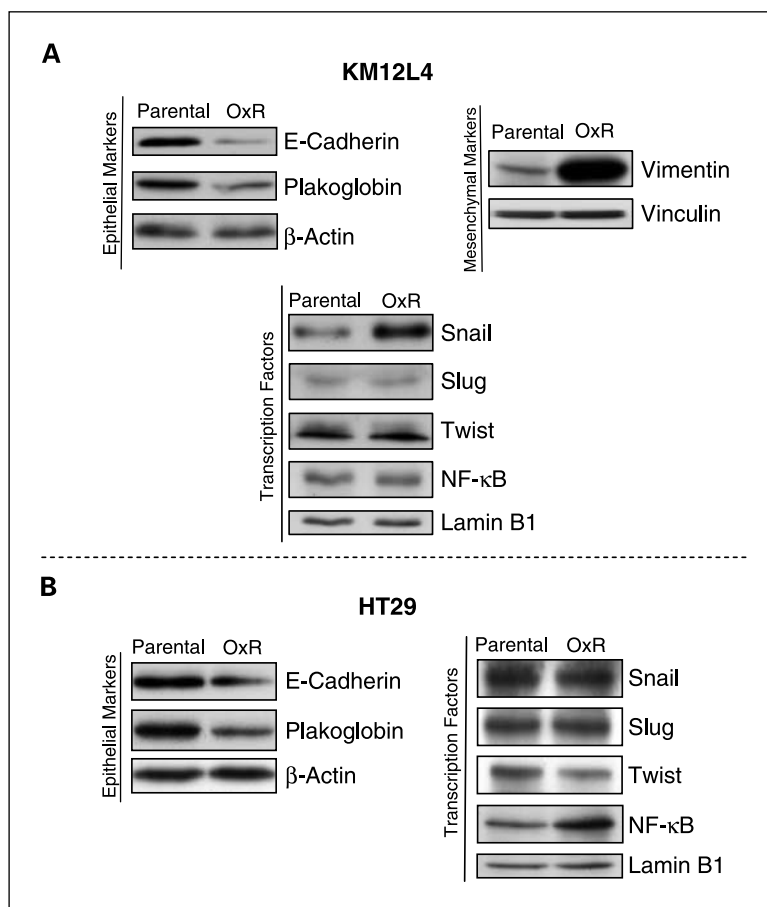 A
KM12L4
Epithelial Markers
Parental OxR
E-Cadherin
Plakoglobin
β-Actin
Mesenchymal Markers
Parental OxR
Vimentin
Vinculin
Transcription Factors
Parental OxR
Snail
Slug
Twist
NF-κB
Lamin B1
B
HT29
Epithelial Markers
Parental OxR
E-Cadherin
Plakoglobin
β-Actin
Transcription Factors
Parental OxR
Snail
Slug
Twist
NF-κB
Lamin B1